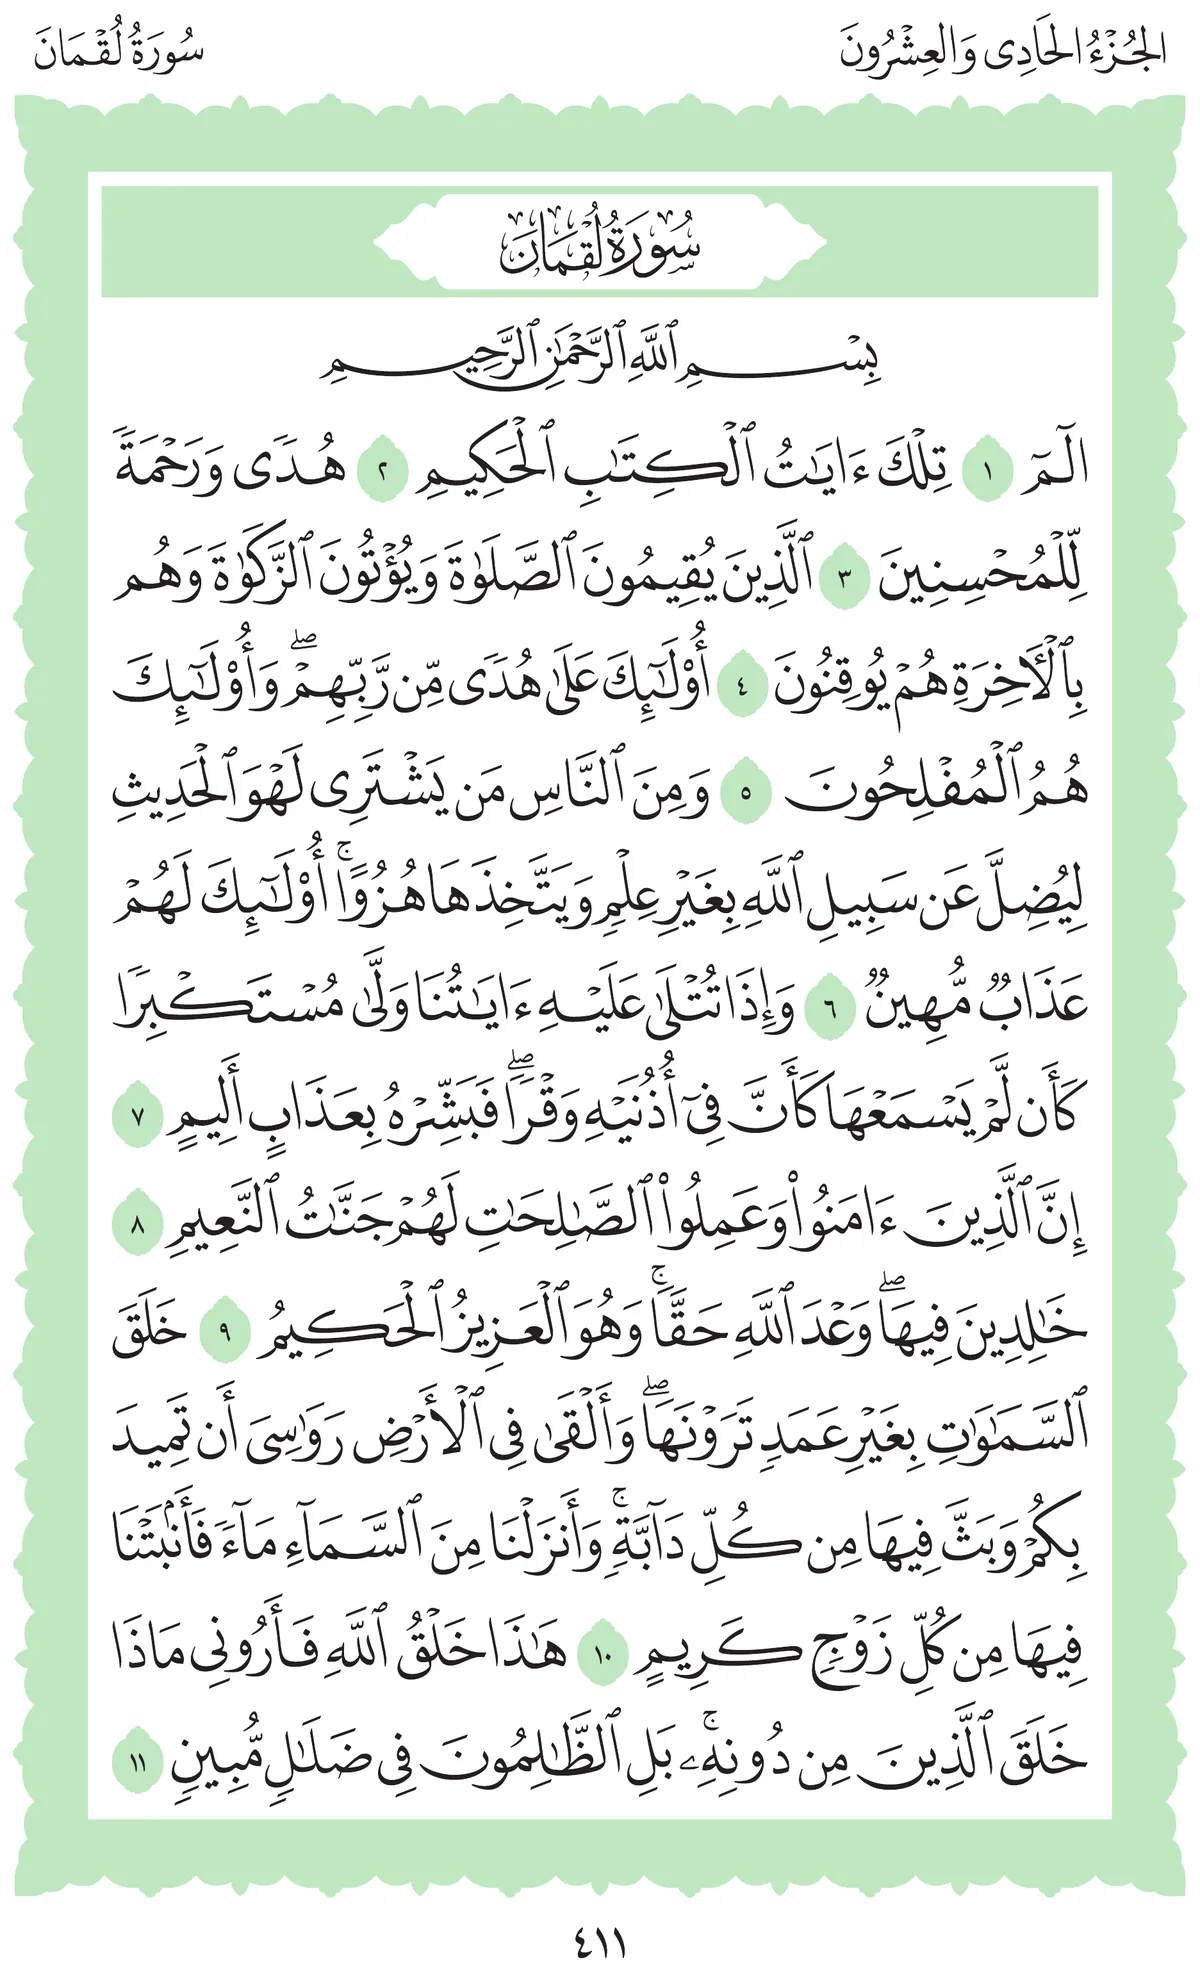 الجُزْءُ الحَادِى وَالعِشْرُونَ
سُورَةُ لُقْمَانَ
سُورَةُ لُقْمَانَ
بِسْمِ ٱللَّهِ ٱلرَّحْمَٰنِ ٱلرَّحِيمِ
الٓمٓ ١ تِلْكَ ءَايَٰتُ ٱلْكِتَٰبِ ٱلْحَكِيمِ ٢ هُدًى وَرَحْمَةً
لِّلْمُحْسِنِينَ ٣ ٱلَّذِينَ يُقِيمُونَ ٱلصَّلَوٰةَ وَيُؤْتُونَ ٱلزَّكَوٰةَ وَهُم
بِٱلْأٓخِرَةِ هُمْ يُوقِنُونَ ٤ أُو۟لَٰٓئِكَ عَلَىٰ هُدًى مِّن رَّبِّهِمْۖ وَأُو۟لَٰٓئِكَ
هُمُ ٱلْمُفْلِحُونَ ٥ وَمِنَ ٱلنَّاسِ مَن يَشْتَرِى لَهْوَ ٱلْحَدِيثِ
لِيُضِلَّ عَن سَبِيلِ ٱللَّهِ بِغَيْرِ عِلْمٍ وَيَتَّخِذَهَا هُزُوًاۚ أُو۟لَٰٓئِكَ لَهُمْ
عَذَابٌ مُّهِينٌ ٦ وَإِذَا تُتْلَىٰ عَلَيْهِ ءَايَٰتُنَا وَلَّىٰ مُسْتَكْبِرًا
كَأَن لَّمْ يَسْمَعْهَا كَأَنَّ فِىٓ أُذُنَيْهِ وَقْرًاۖ فَبَشِّرْهُ بِعَذَابٍ أَلِيمٍ ٧
إِنَّ ٱلَّذِينَ ءَامَنُوا۟ وَعَمِلُوا۟ ٱلصَّٰلِحَٰتِ لَهُمْ جَنَّٰتُ ٱلنَّعِيمِ ٨
خَٰلِدِينَ فِيهَاۖ وَعْدَ ٱللَّهِ حَقًّاۚ وَهُوَ ٱلْعَزِيزُ ٱلْحَكِيمُ ٩ خَلَقَ
ٱلسَّمَٰوَٰتِ بِغَيْرِ عَمَدٍ تَرَوْنَهَاۖ وَأَلْقَىٰ فِى ٱلْأَرْضِ رَوَٰسِىَ أَن تَمِيدَ
بِكُمْ وَبَثَّ فِيهَا مِن كُلِّ دَآبَّةٍۚ وَأَنزَلْنَا مِنَ ٱلسَّمَآءِ مَآءً فَأَنۢبَتْنَا
فِيهَا مِن كُلِّ زَوْجٍ كَرِيمٍ ١٠ هَٰذَا خَلْقُ ٱللَّهِ فَأَرُونِى مَاذَا
خَلَقَ ٱلَّذِينَ مِن دُونِهِۦۚ بَلِ ٱلظَّٰلِمُونَ فِى ضَلَٰلٍ مُّبِينٍ ١١
٤١١